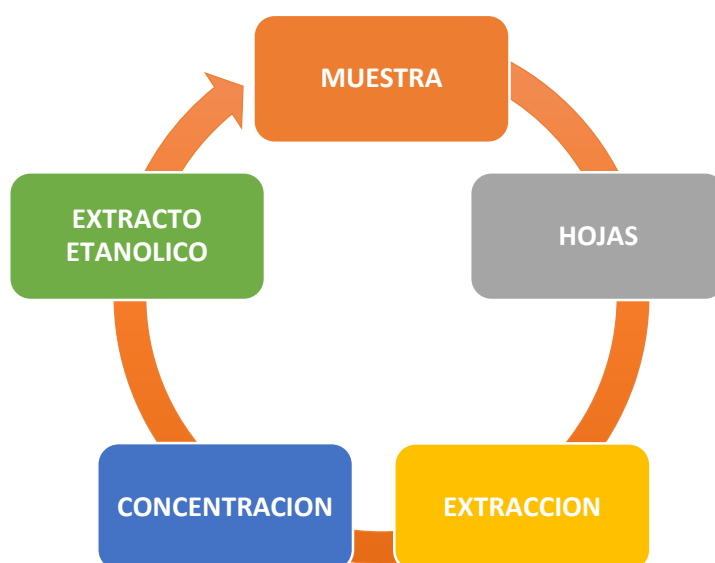 MUESTRA
HOJAS
EXTRACCION
CONCENTRACION
EXTRACTO
ETANOLICO